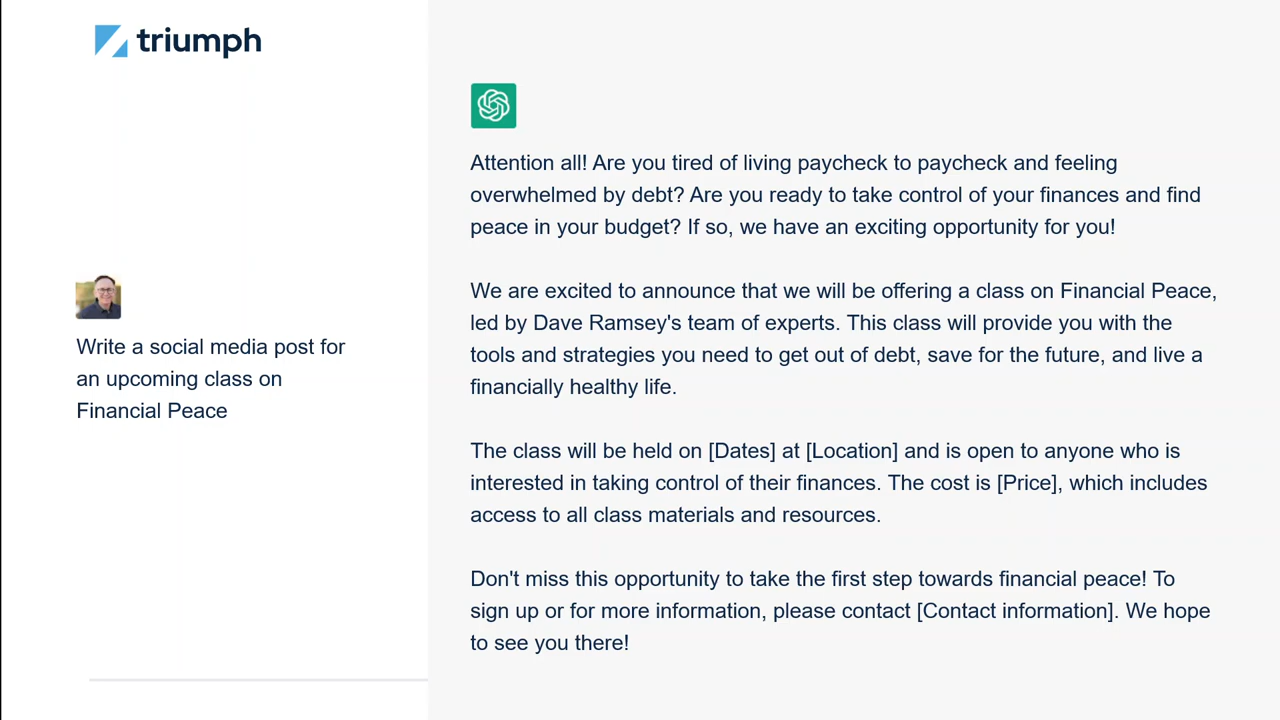 triumph
Write a social media post for
an upcoming class on
Financial Peace
Attention all! Are you tired of living paycheck to paycheck and feeling
overwhelmed by debt? Are you ready to take control of your finances and find
peace in your budget? If so, we have an exciting opportunity for you!
We are excited to announce that we will be offering a class on Financial Peace,
led by Dave Ramsey's team of experts. This class will provide you with the
tools and strategies you need to get out of debt, save for the future, and live a
financially healthy life.
The class will be held on [Dates] at [Location] and is open to anyone who is
interested in taking control of their finances. The cost is [Price], which includes
access to all class materials and resources.
Don't miss this opportunity to take the first step towards financial peace! To
sign up or for more information, please contact [Contact information]. We hope
to see you there!